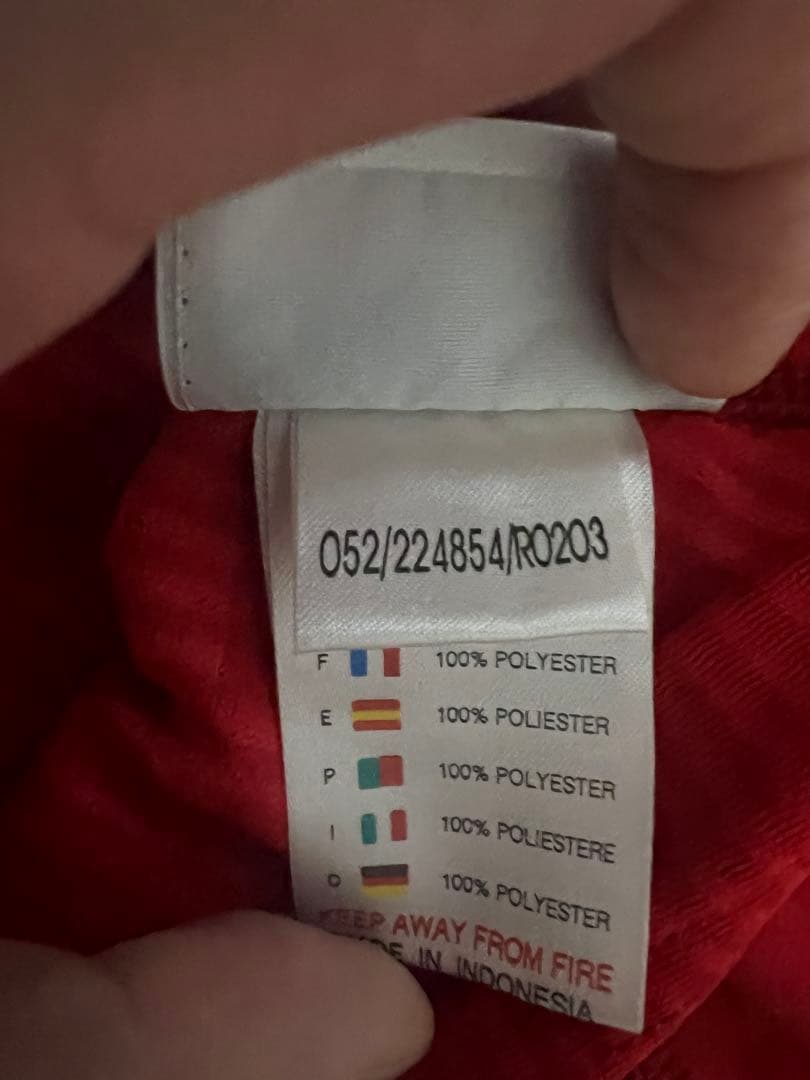 052/224854/R0203
F 100% POLYESTER
E 100% POLIESTER
P 100% POLYESTER
I 100% POLIESTERE
D 100% POLYESTER
KEEP AWAY FROM FIRE
MADE IN INDONESIA